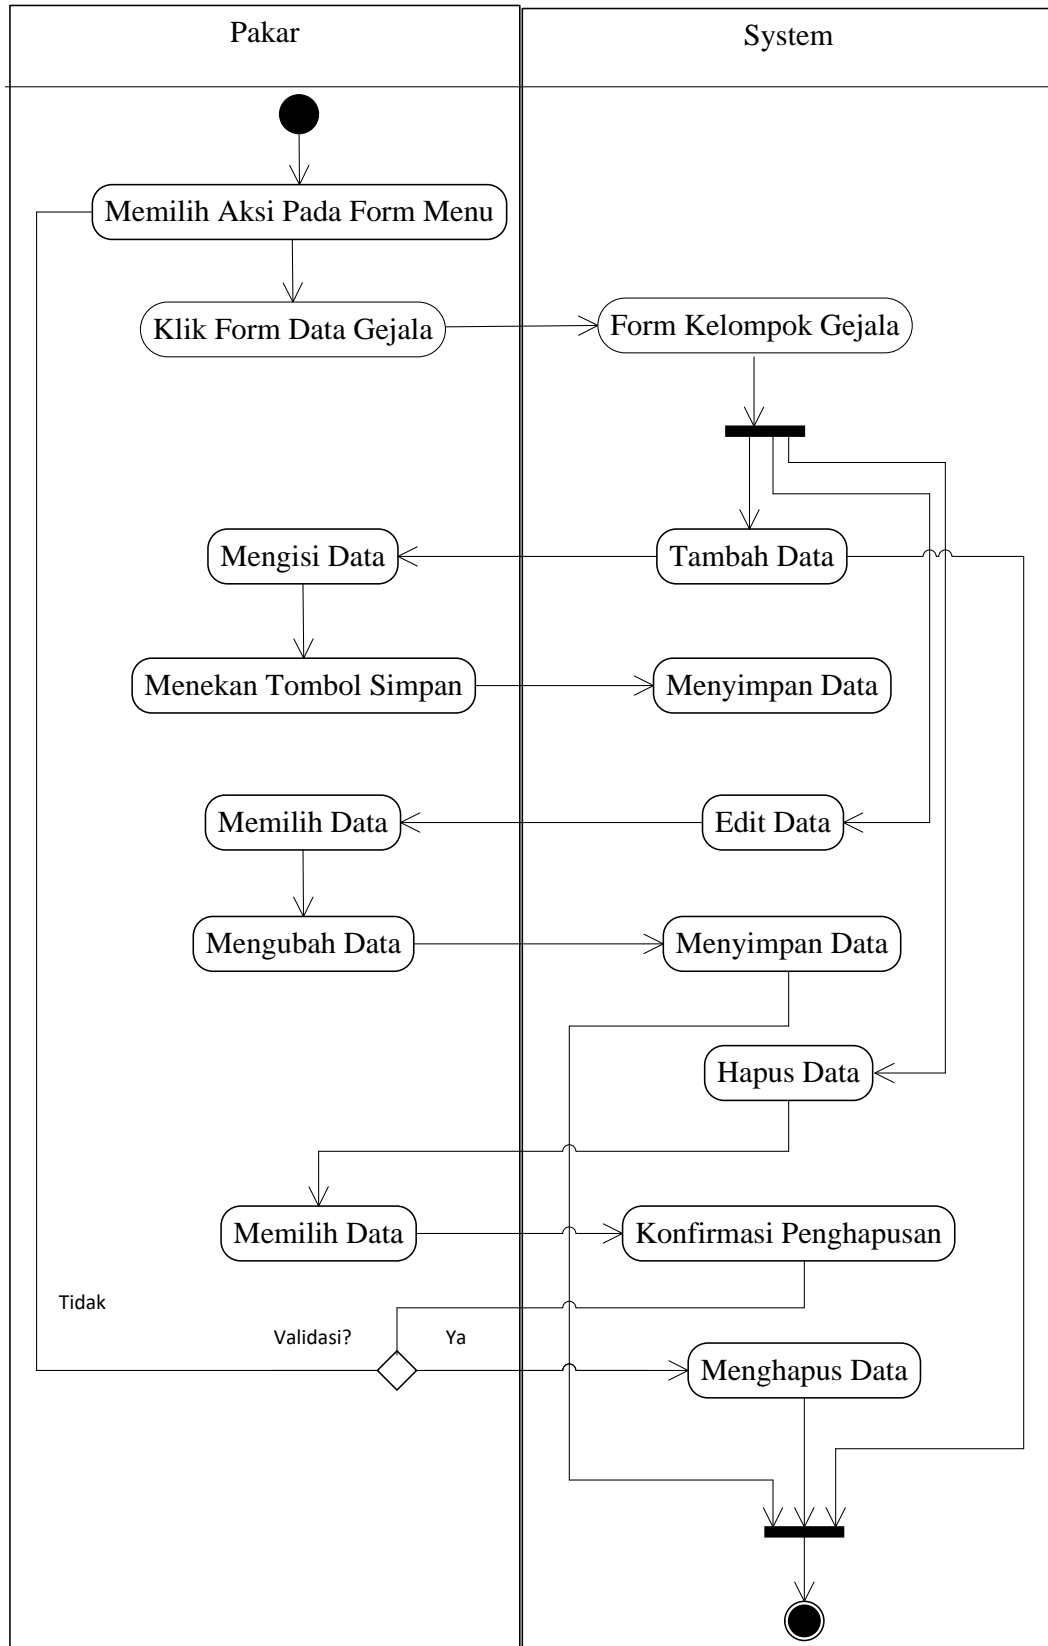 Pakar
System
Memilih Aksi Pada Form Menu
Klik Form Data Gejala
Form Kelompok Gejala
Mengisi Data
Tambah Data
Menekan Tombol Simpan
Menyimpan Data
Memilih Data
Edit Data
Mengubah Data
Menyimpan Data
Hapus Data
Memilih Data
Konfirmasi Penghapusan
Tidak
Validasi?
Ya
Menghapus Data